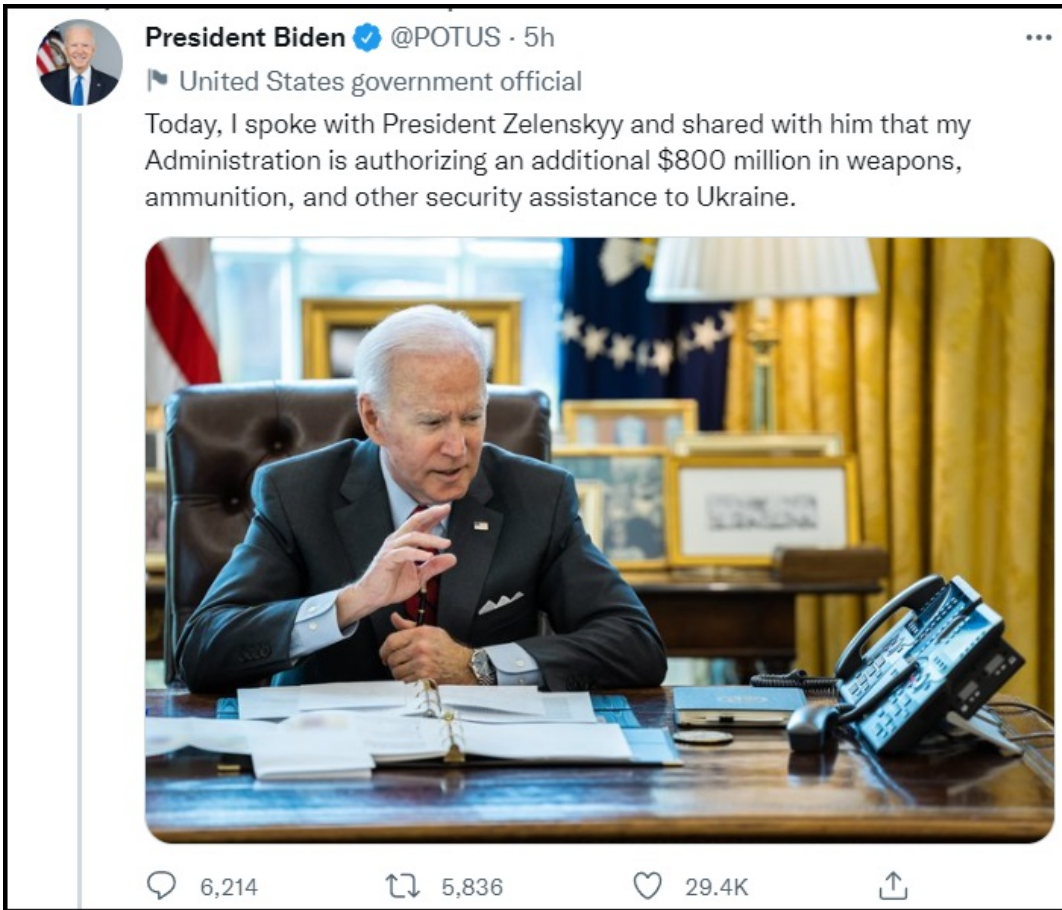 President Biden @POTUS · 5h
United States government official
Today, I spoke with President Zelenskyy and shared with him that my
Administration is authorizing an additional $800 million in weapons,
ammunition, and other security assistance to Ukraine.
6,214 5,836 29.4K